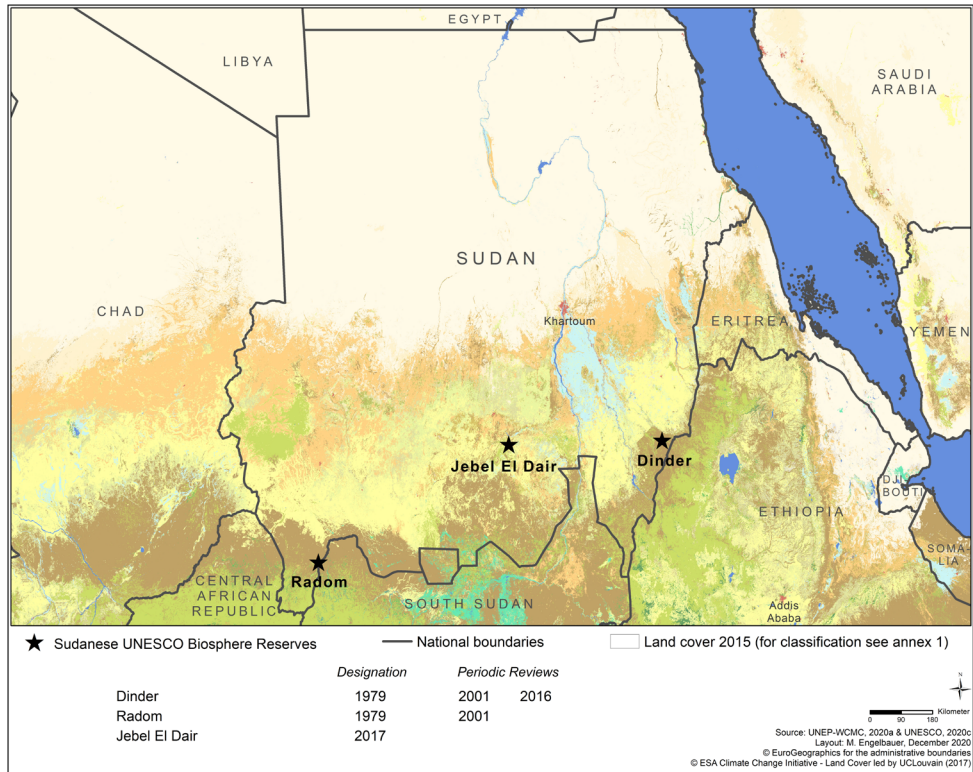 EGYPT
LIBYA
SAUDI
ARABIA
SUDAN
CHAD
Khartoum
ERITREA
YEMEN
Jebel El Dair
Dinder
DJI-
BOUTI
ETHIOPIA
SOMA-
LIA
Radom
CENTRAL
AFRICAN
REPUBLIC
SOUTH SUDAN
Addis
Ababa
Sudanese UNESCO Biosphere Reserves National boundaries Land cover 2015 (for classification see annex 1)
Designation Periodic Reviews
Dinder 1979 2001 2016
Radom 1979 2001
Jebel El Dair 2017
N
Kilometer
0 90 180
Source: UNEP-WCMC, 2020a & UNESCO, 2020c
Layout: M. Engelbauer, December 2020
© EuroGeographics for the administrative boundaries
© ESA Climate Change Initiative - Land Cover led by UCLouvain (2017)